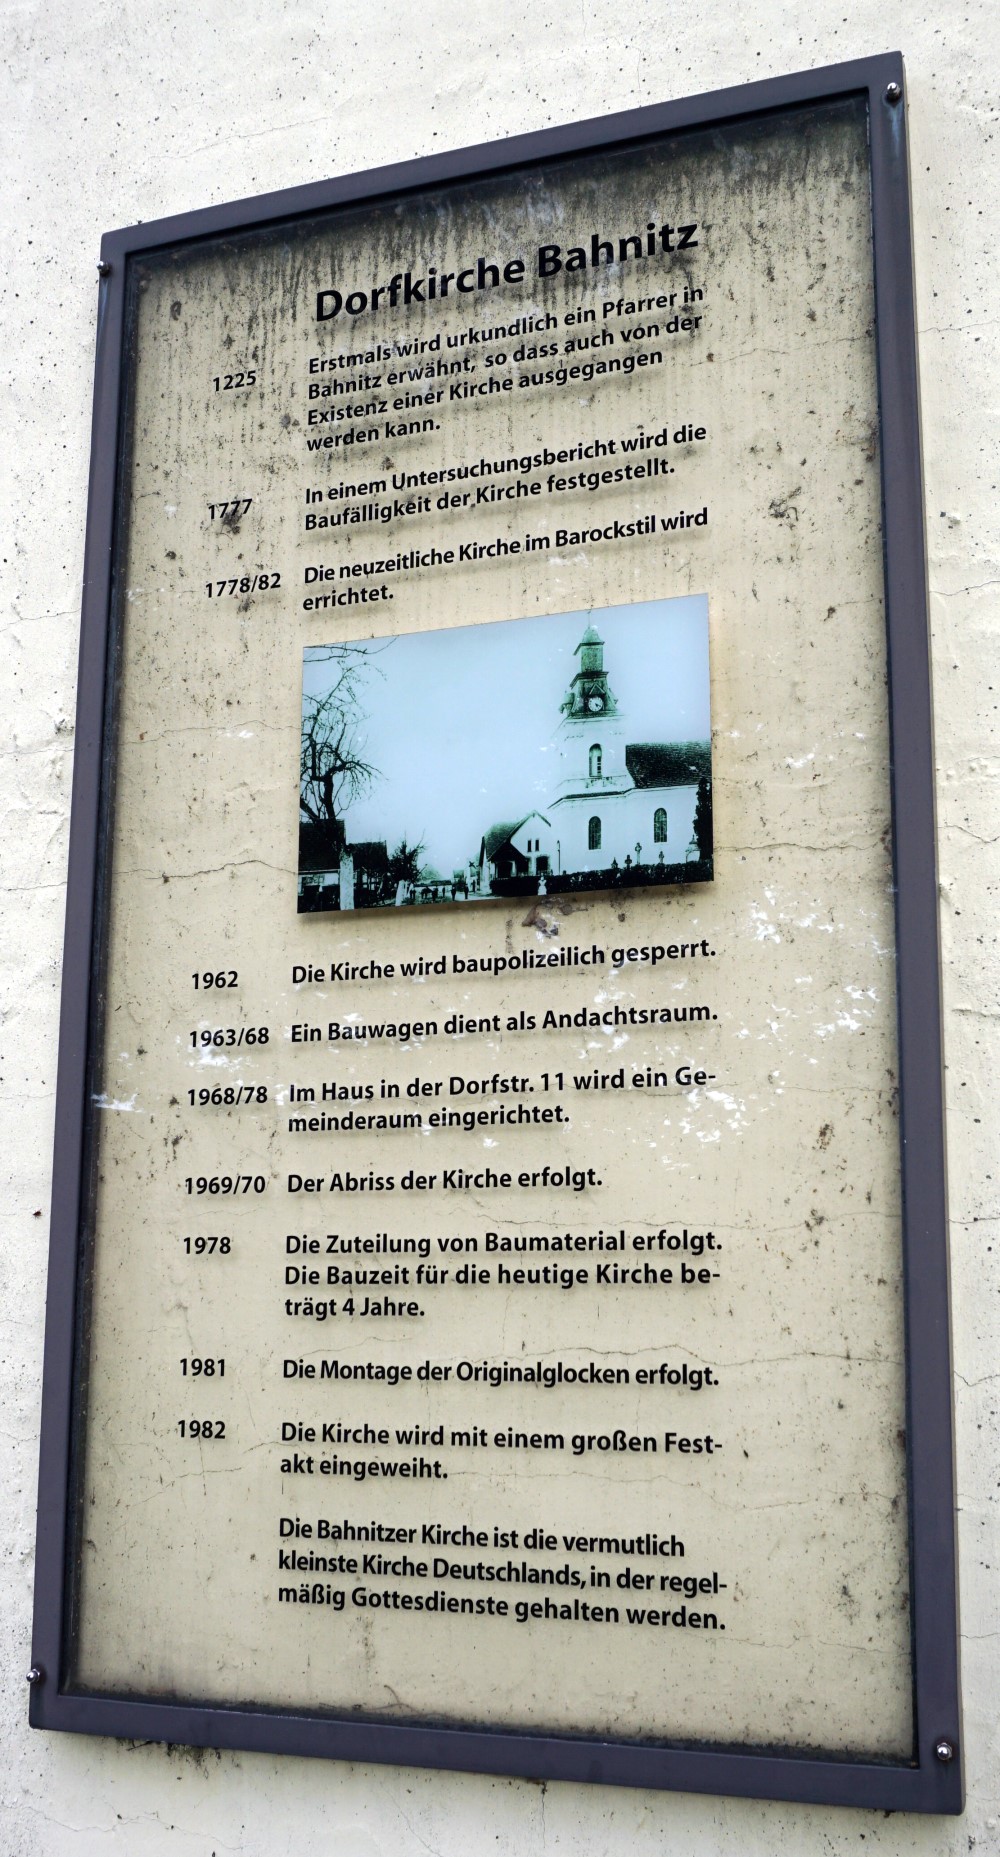 Dorfkirche Bahnitz
1225 Erstmals wird urkundlich ein Pfarrer in
Bahnitz erwähnt, so dass auch von der
Existenz einer Kirche ausgegangen
werden kann.
1777 In einem Untersuchungsbericht wird die
Baufälligkeit der Kirche festgestellt.
1778/82 Die neuzeitliche Kirche im Barockstil wird
errichtet.
1962 Die Kirche wird baupolizeilich gesperrt.
1963/68 Ein Bauwagen dient als Andachtsraum.
1968/78 Im Haus in der Dorfstr. 11 wird ein Ge-
meinderaum eingerichtet.
1969/70 Der Abriss der Kirche erfolgt.
1978 Die Zuteilung von Baumaterial erfolgt.
Die Bauzeit für die heutige Kirche be-
trägt 4 Jahre.
1981 Die Montage der Originalglocken erfolgt.
1982 Die Kirche wird mit einem großen Fest-
akt eingeweiht.
Die Bahnitzer Kirche ist die vermutlich
kleinste Kirche Deutschlands, in der regel-
mäßig Gottesdienste gehalten werden.